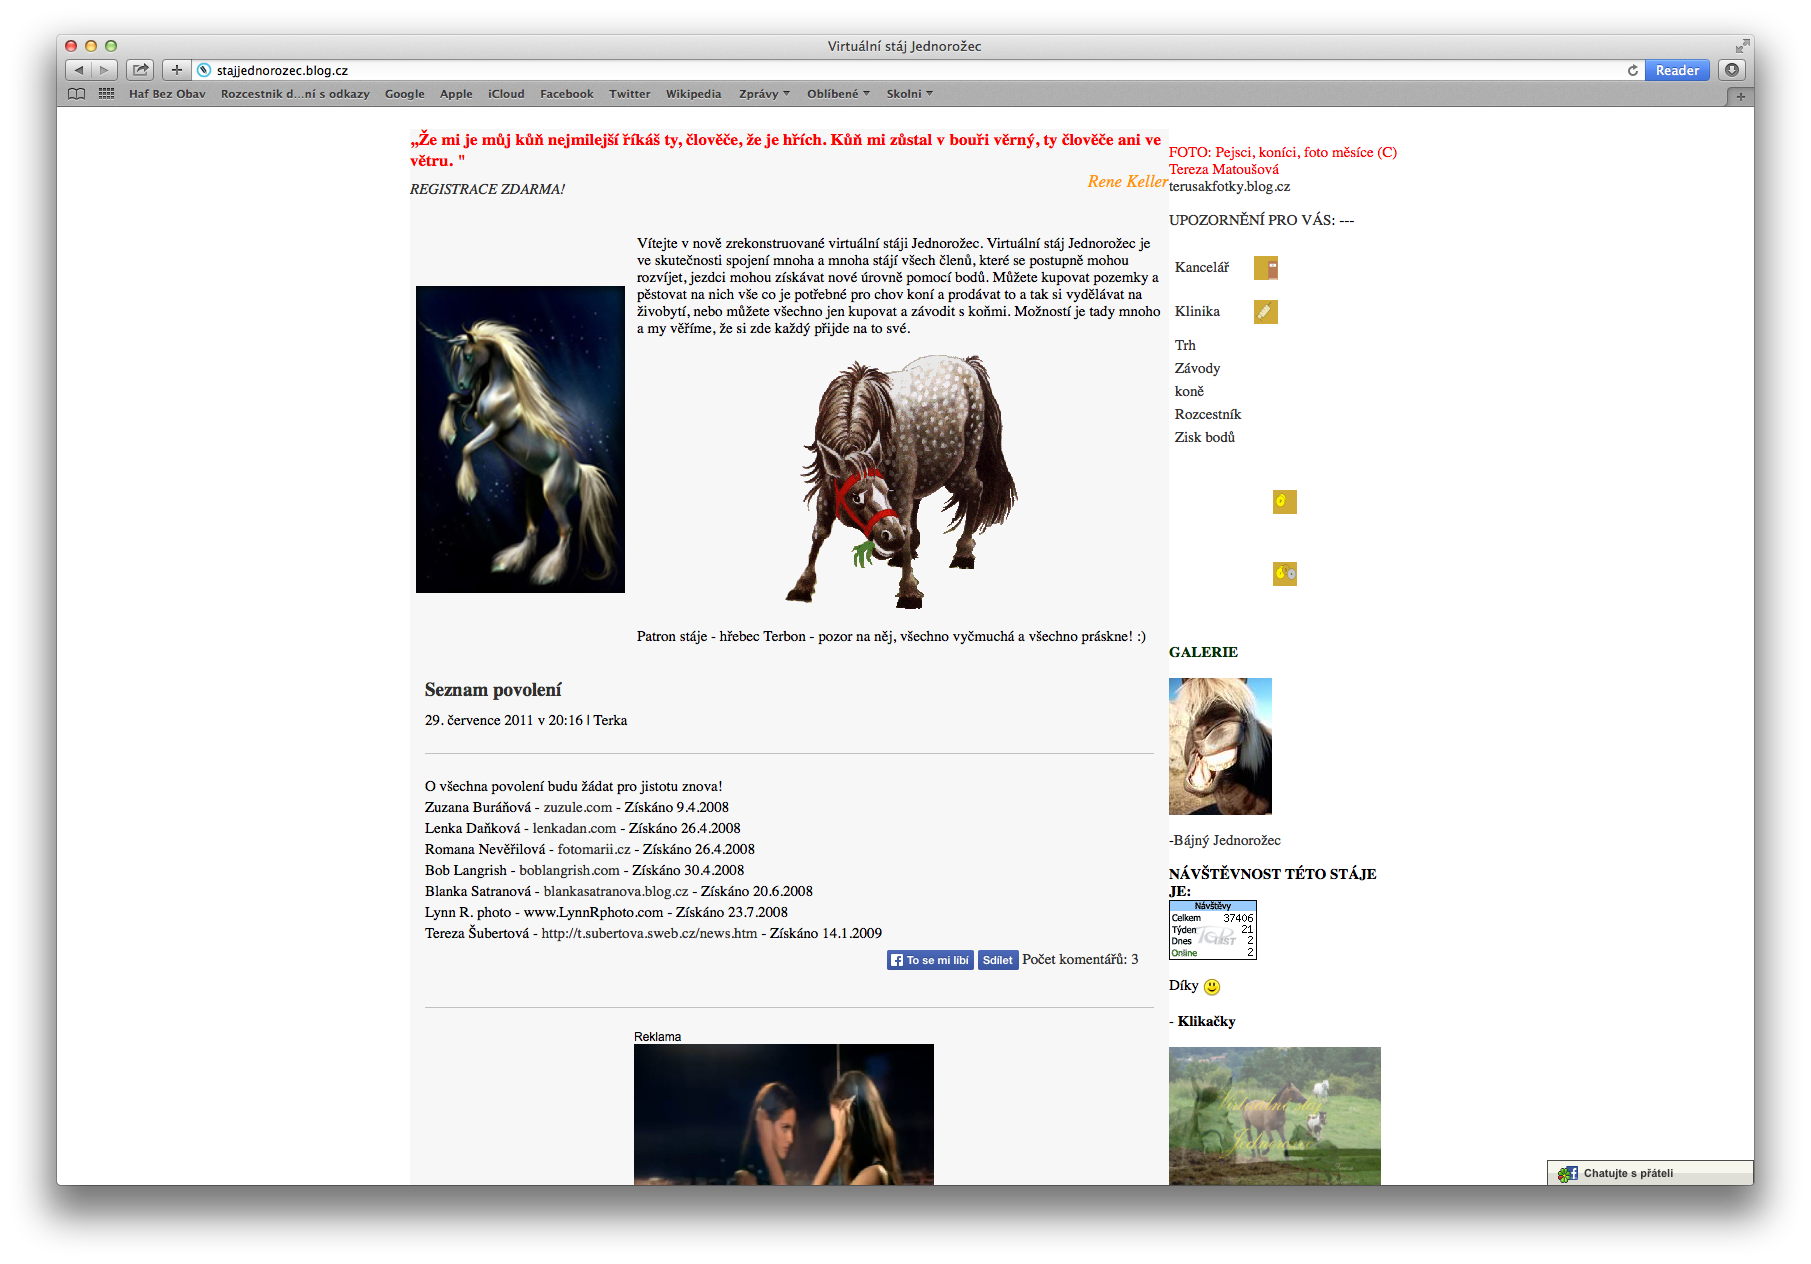 Virtuální stáj Jednorožec
stajjednorozec.blog.cz
Reader
Haf Bez Obav
Rozcestník d...ní s odkazy
Google
Apple
iCloud
Facebook
Twitter
Wikipedia
Zprávy
Oblíbené
Skolni
„Že mi je můj kůň nejmilejší říkáš ty, člověče, že je hřích. Kůň mi zůstal v bouři věrný, ty člověče ani ve
větru. "
Rene Keller
REGISTRACE ZDARMA!
Vítejte v nově zrekonstruované virtuální stáji Jednorožec. Virtuální stáj Jednorožec je
ve skutečnosti spojení mnoha a mnoha stájí všech členů, které se postupně mohou
rozvíjet, jezdci mohou získávat nové úrovně pomocí bodů. Můžete kupovat pozemky a
pěstovat na nich vše co je potřebné pro chov koní a prodávat to a tak si vydělávat na
živobytí, nebo můžete všechno jen kupovat a závodit s koňmi. Možností je tady mnoho
a my věříme, že si zde každý přijde na to své.
Patron stáje - hřebec Terbon - pozor na něj, všechno vyčmuchá a všechno práskne! :)
Seznam povolení
29. července 2011 v 20:16 | Terka
O všechna povolení budu žádat pro jistotu znova!
Zuzana Buráňová - zuzule.com - Získáno 9.4.2008
Lenka Daňková - lenkadan.com - Získáno 26.4.2008
Romana Nevěřilová - fotomarii.cz - Získáno 26.4.2008
Bob Langrish - boblangrish.com - Získáno 30.4.2008
Blanka Satranová - blankasatranova.blog.cz - Získáno 20.6.2008
Lynn R. photo - www.LynnRphoto.com - Získáno 23.7.2008
Tereza Šubertová - http://t.subertova.sweb.cz/news.htm - Získáno 14.1.2009
To se mi líbí Sdílet Počet komentářů: 3
Reklama
FOTO: Pejsci, koníci, foto měsíce (C)
Tereza Matoušová
terusakfotky.blog.cz
UPOZORNĚNÍ PRO VÁS: ---
Kancelář
Klinika
Trh
Závody
koně
Rozcestník
Zisk bodů
GALERIE
-Bájný Jednorožec
NÁVŠTĚVNOST TÉTO STÁJE
JE:
Návštěvy
Celkem 37406
Týden 21
Dnes 2
Online 2
TOPLIST
Díky
- Klikačky
Virtuální stáj
Jednorožec
Chatujte s přáteli